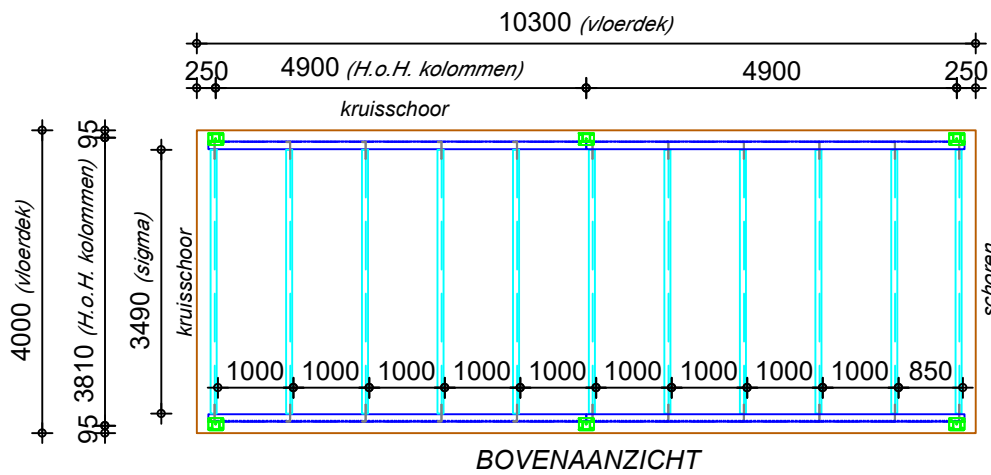 10300 (vloerdek)
250
4900 (H.o.H. kolommen)
4900
250
kruisschoor
4000 (vloerdek)
95
3810 (H.o.H. kolommen)
95
3490 (sigma)
kruisschoor
schoren
1000
1000
1000
1000
1000
1000
1000
1000
1000
850
BOVENAANZICHT